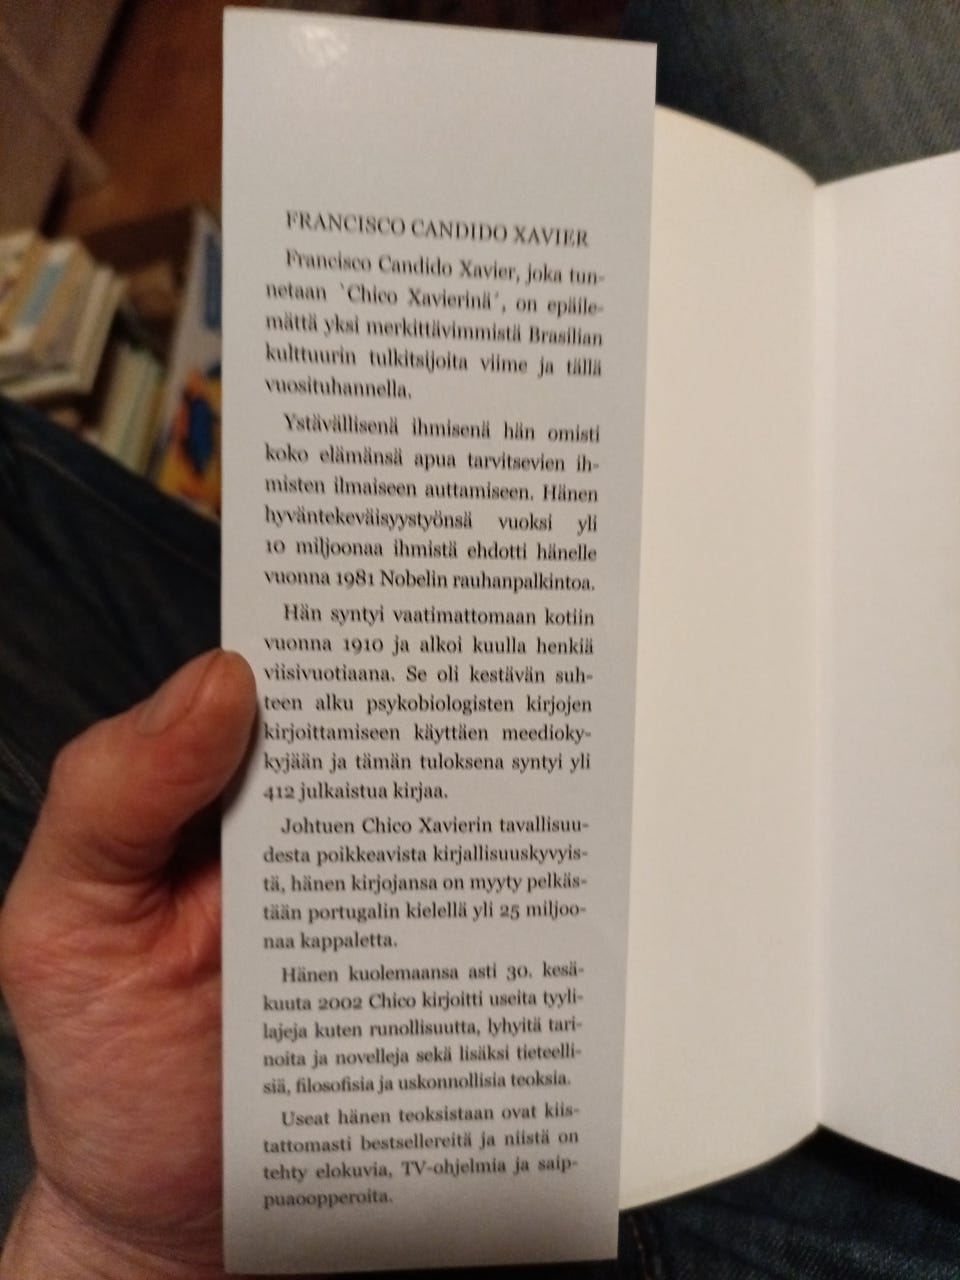 FRANCISCO CANDIDO XAVIER
Francisco Candido Xavier, joka tun-
netaan `Chico Xavierinä´, on epäile-
mättä yksi merkittävimmistä Brasilian
kulttuurin tulkitsijoita viime ja tällä
vuosituhannella.
Ystävällisenä ihmisenä hän omisti
koko elämänsä apua tarvitsevien ih-
misten ilmaiseen auttamiseen. Hänen
hyväntekeväisyystyönsä vuoksi yli
10 miljoonaa ihmistä ehdotti hänelle
vuonna 1981 Nobelin rauhanpalkintoa.
Hän syntyi vaatimattomaan kotiin
vuonna 1910 ja alkoi kuulla henkiä
viisivuotiaana. Se oli kestävän suh-
teen alku psykobiologisten kirjojen
kirjoittamiseen käyttäen meedioky-
kyjään ja tämän tuloksena syntyi yli
412 julkaistua kirjaa.
Johtuen Chico Xavierin tavallisuu-
desta poikkeavista kirjallisuuskyvyis-
tä, hänen kirjojansa on myyty pelkäs-
tään portugalin kielellä yli 25 miljoo-
naa kappaletta.
Hänen kuolemaansa asti 30. kesä-
kuuta 2002 Chico kirjoitti useita tyyli-
lajeja kuten runollisuutta, lyhyitä tari-
noita ja novelleja sekä lisäksi tieteelli-
siä, filosofisia ja uskonnollisia teoksia.
Useat hänen teoksistaan ovat kiis-
tattomasti bestsellereitä ja niistä on
tehty elokuvia, TV-ohjelmia ja saip-
puaoopperoita.